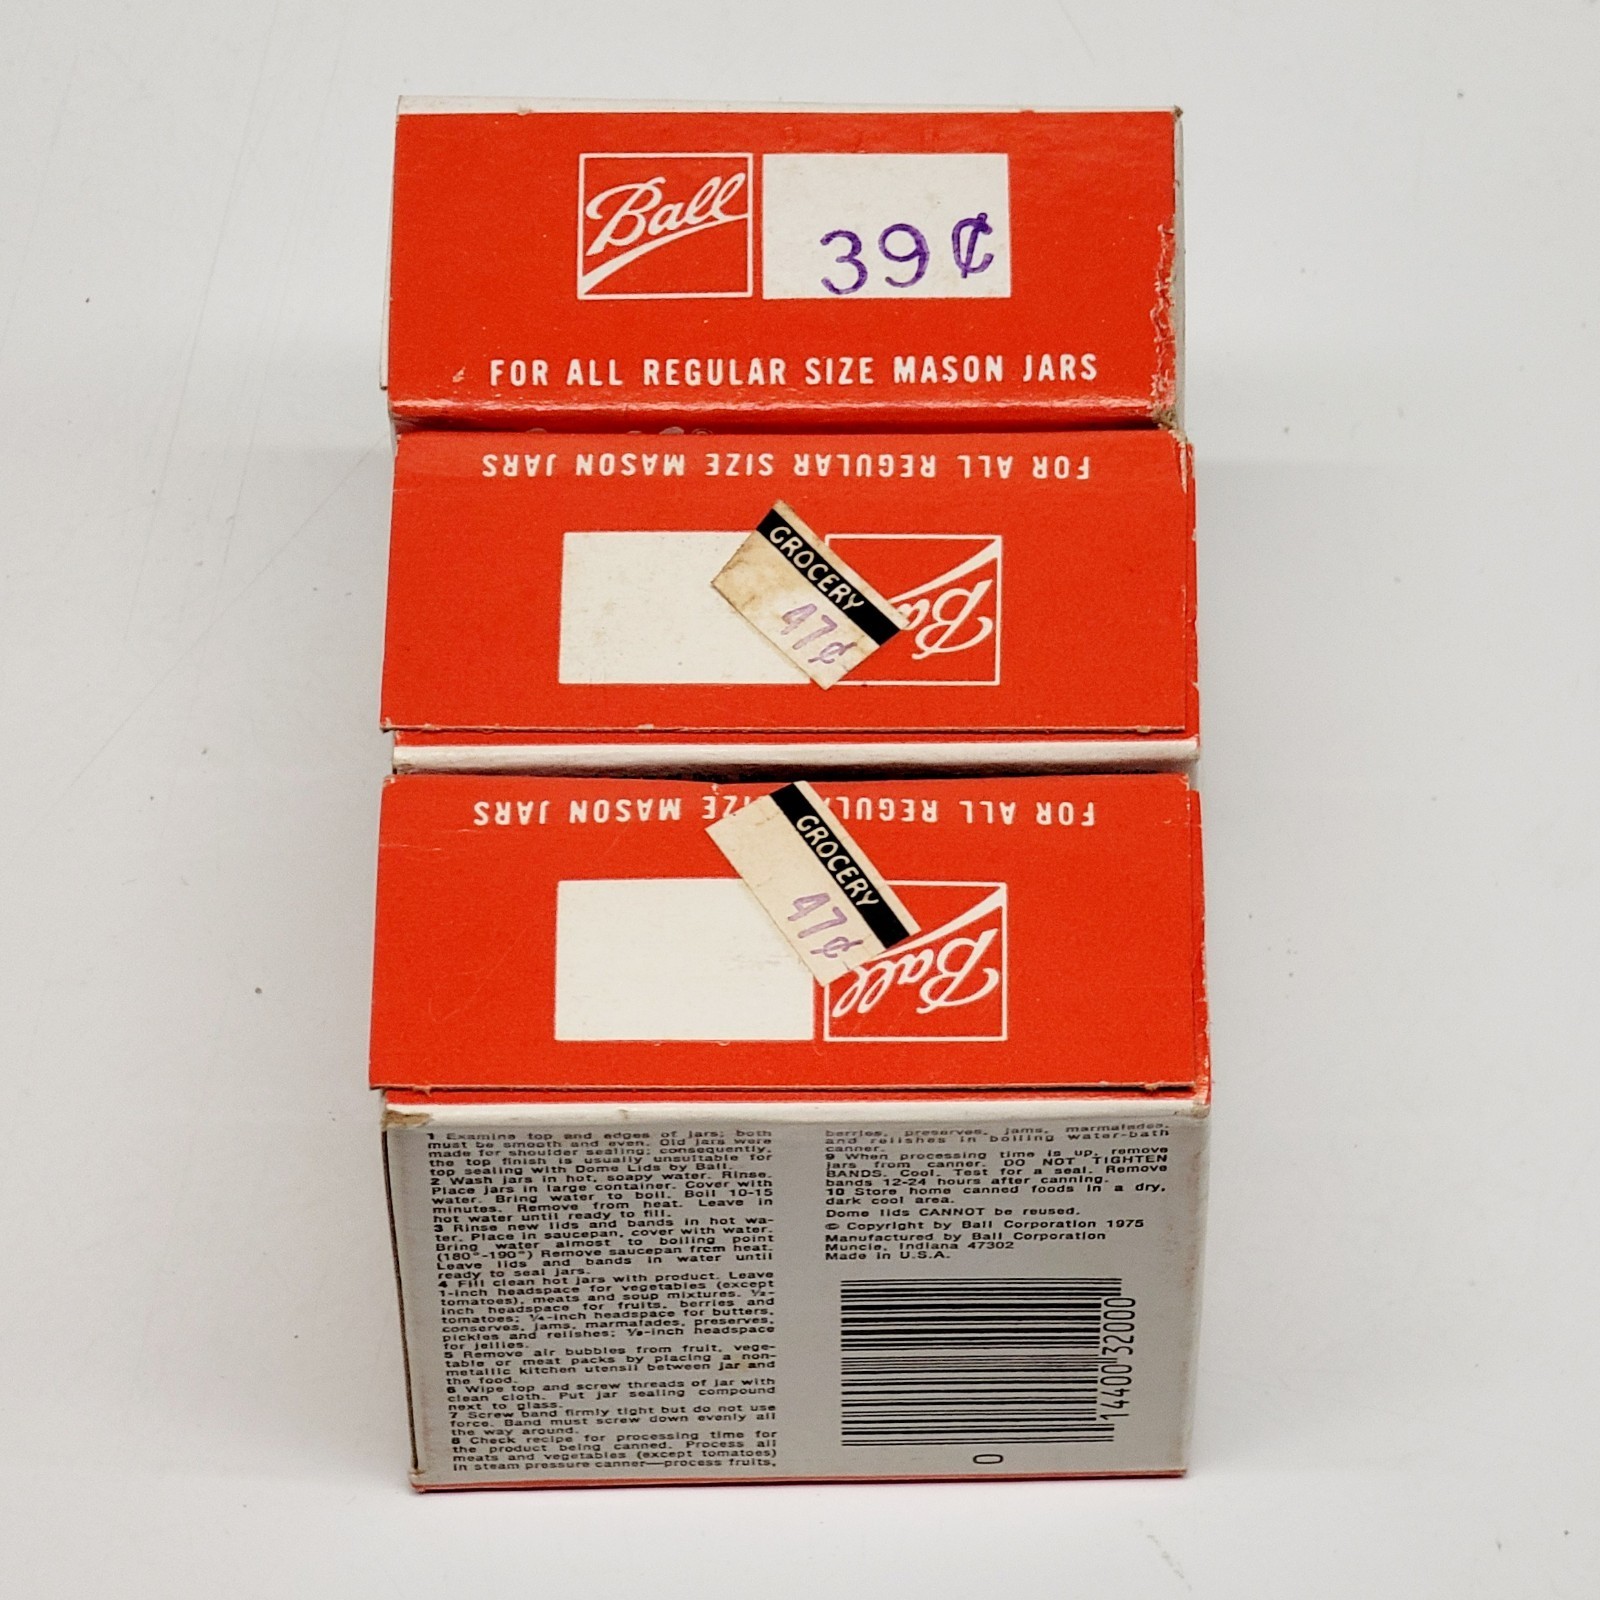 Ball
39¢
FOR ALL REGULAR SIZE MASON JARS
FOR ALL REGULAR SIZE MASON JARS
GROCERY
47¢
Ba
FOR ALL REGUL IZE MASON JARS
GROCERY
47¢
Ball
1 Examine top and edges of jars; both
must be smooth and even. Old jars were
made for shoulder sealing; consequently,
the top finish is usually unsuitable for
top sealing with Dome Lids by Ball.
2 Wash jars in hot, soapy water. Rinse.
Place jars in large container. Cover with
water. Bring water to boil. Boil 10-15
minutes. Remove from heat. Leave in
hot water until ready to fill.
3 Rinse new lids and bands in hot wa-
ter. Place in saucepan, cover with water.
Bring water almost to boiling point
(180°-190°) Remove saucepan from heat.
Leave lids and bands in water until
ready to seal jars.
4 Fill clean hot jars with product. Leave
1-inch headspace for vegetables (except
tomatoes), meats and soup mixtures. ½-
inch headspace for fruits, berries and
tomatoes; ¼-inch headspace for butters,
conserves, jams, marmalades, preserves,
pickles and relishes; ⅛-inch headspace
for jellies.
5 Remove air bubbles from fruit, vege-
table or meat packs by placing a non-
metallic kitchen utensil between jar and
the food.
6 Wipe top and screw threads of jar with
clean cloth. Put jar sealing compound
next to glass.
7 Screw band firmly tight but do not use
force. Band must screw down evenly all
the way around.
8 Check recipe for processing time for
the product being canned. Process all
meats and vegetables (except tomatoes)
in steam pressure canner—process fruits,
berries, preserves, jams, marmalades,
and relishes in boiling water-bath
canner.
9 When processing time is up, remove
jars from canner. DO NOT TIGHTEN
BANDS. Cool. Test for a seal. Remove
bands 12-24 hours after canning.
10 Store home canned foods in a dry,
dark cool area.
Dome lids CANNOT be reused.
© Copyright by Ball Corporation 1975
Manufactured by Ball Corporation
Muncie, Indiana 47302
Made in U.S.A.
14400 32000
0